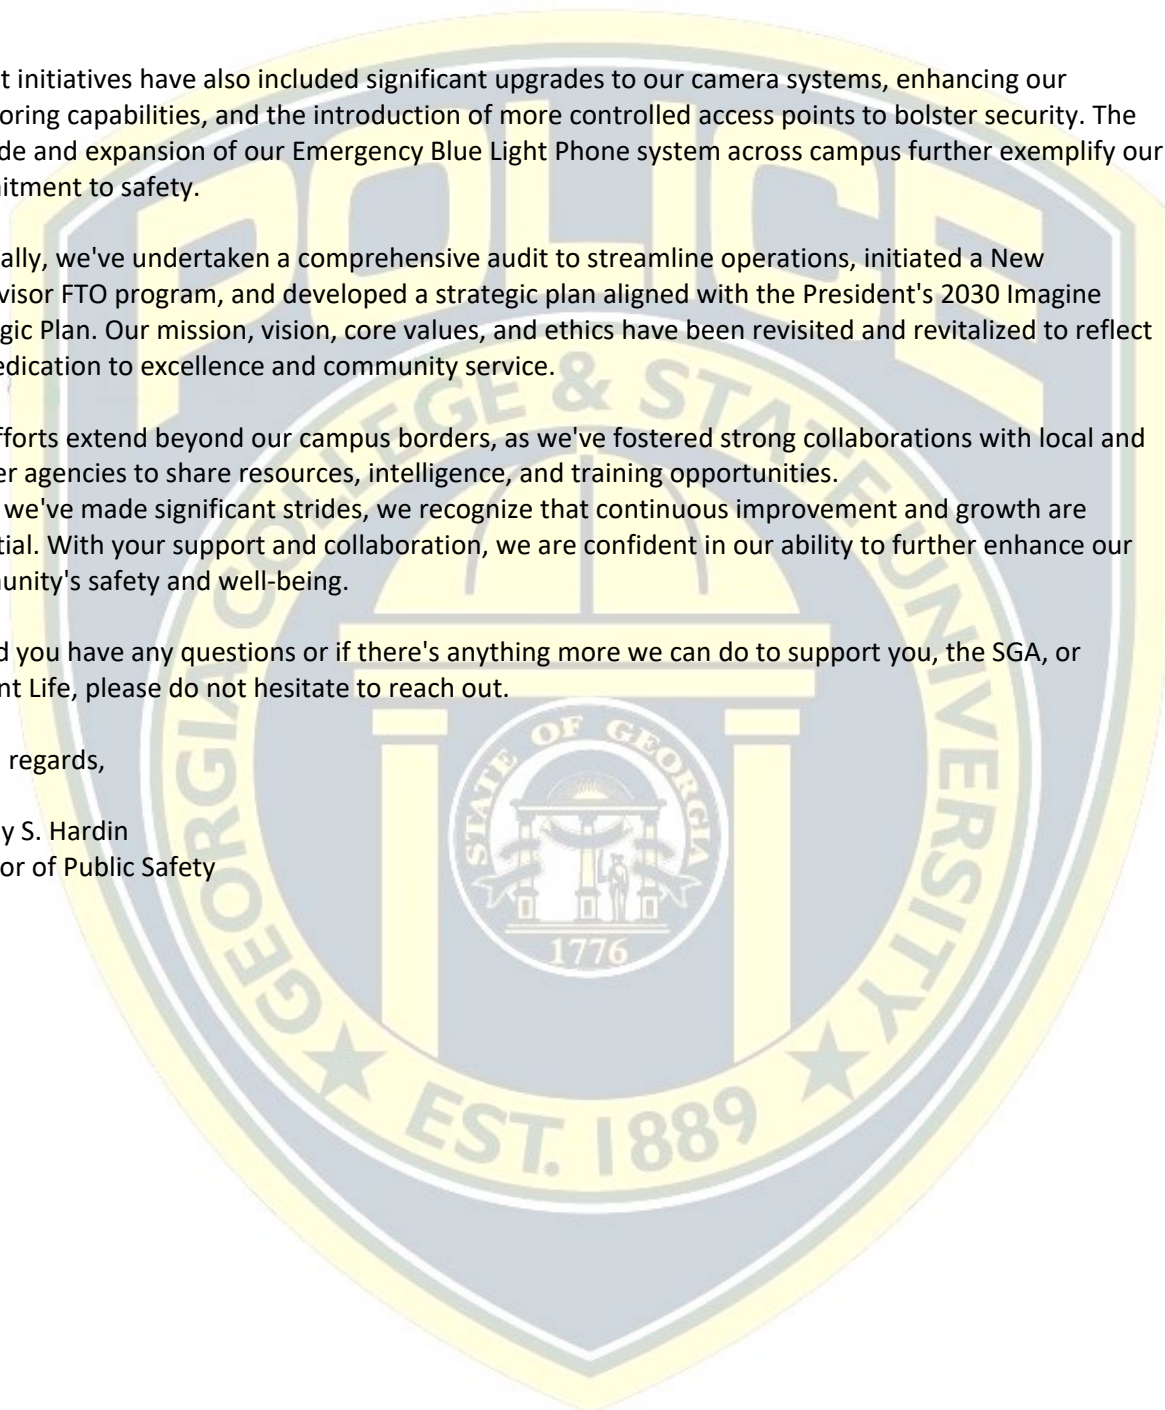 t initiatives have also included significant upgrades to our camera systems, enhancing our
oring capabilities, and the introduction of more controlled access points to bolster security. The
de and expansion of our Emergency Blue Light Phone system across campus further exemplify our
itment to safety.
ally, we've undertaken a comprehensive audit to streamline operations, initiated a New
visor FTO program, and developed a strategic plan aligned with the President's 2030 Imagine
gic Plan. Our mission, vision, core values, and ethics have been revisited and revitalized to reflect
edication to excellence and community service.
fforts extend beyond our campus borders, as we've fostered strong collaborations with local and
er agencies to share resources, intelligence, and training opportunities.
we've made significant strides, we recognize that continuous improvement and growth are
tial. With your support and collaboration, we are confident in our ability to further enhance our
unity's safety and well-being.
d you have any questions or if there's anything more we can do to support you, the SGA, or
nt Life, please do not hesitate to reach out.
regards,
y S. Hardin
or of Public Safety
POLICE
GEORGIA COLLEGE & STATE UNIVERSITY
STATE OF GEORGIA
1776
EST. 1889